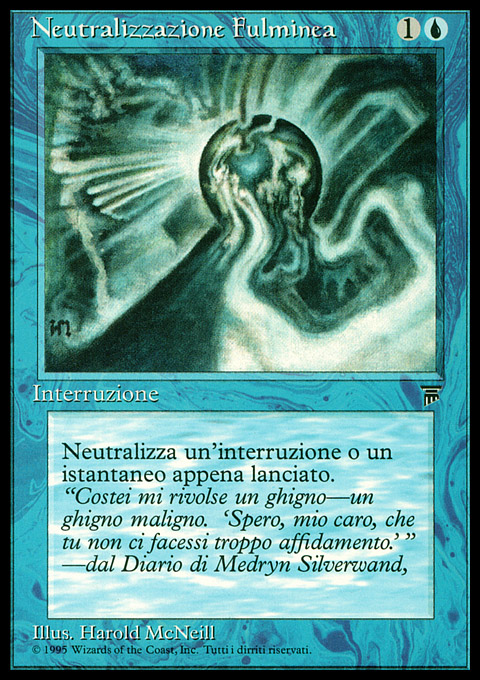 Neutralizzazione Fulminea 1
HM
Interruzione
Neutralizza un'interruzione o un
istantaneo appena lanciato.
“Costei mi rivolse un ghigno—un
ghigno maligno. ‘Spero, mio caro, che
tu non ci facessi troppo affidamento.’ ”
—dal Diario di Medryn Silverwand,
Illus. Harold McNeill
© 1995 Wizards of the Coast, Inc. Tutti i dirriti riservati.